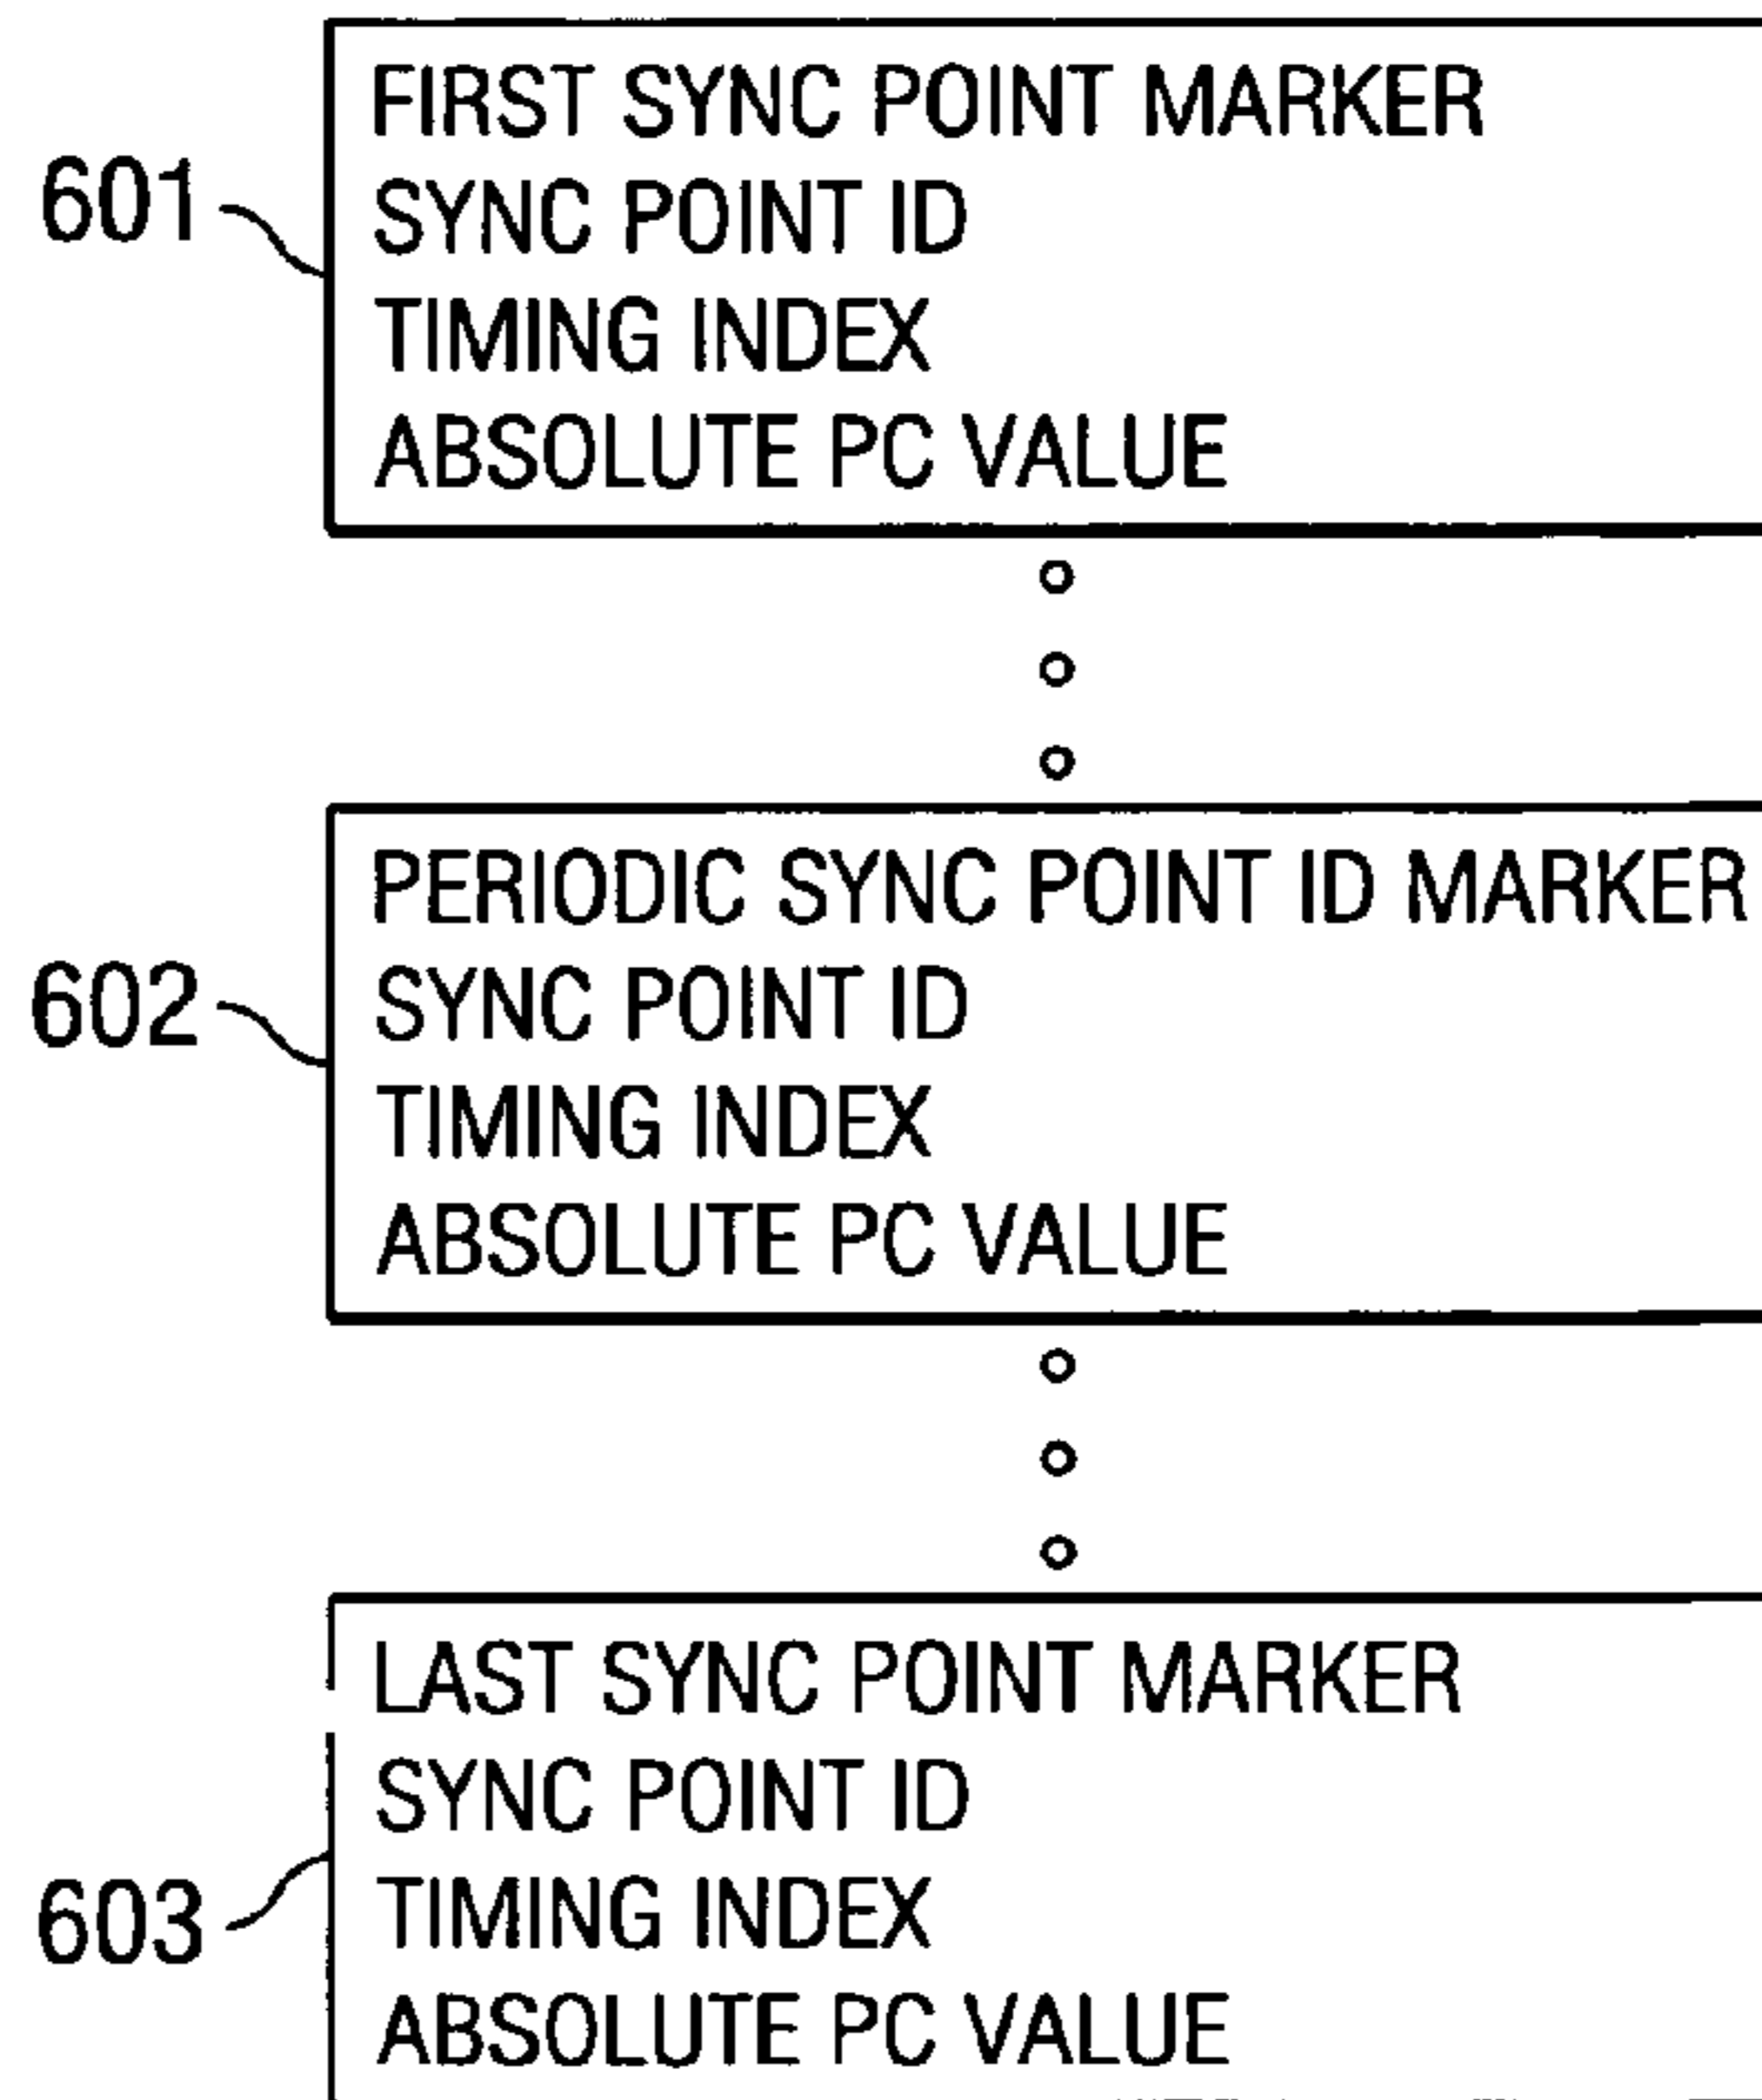 FIRST SYNC POINT MARKER
601
SYNC POINT ID
TIMING INDEX
ABSOLUTE PC VALUE
PERIODIC SYNC POINT ID MARKER
602
SYNC POINT ID
TIMING INDEX
ABSOLUTE PC VALUE
LAST SYNC POINT MARKER
SYNC POINT ID
603
TIMING INDEX
ABSOLUTE PC VALUE